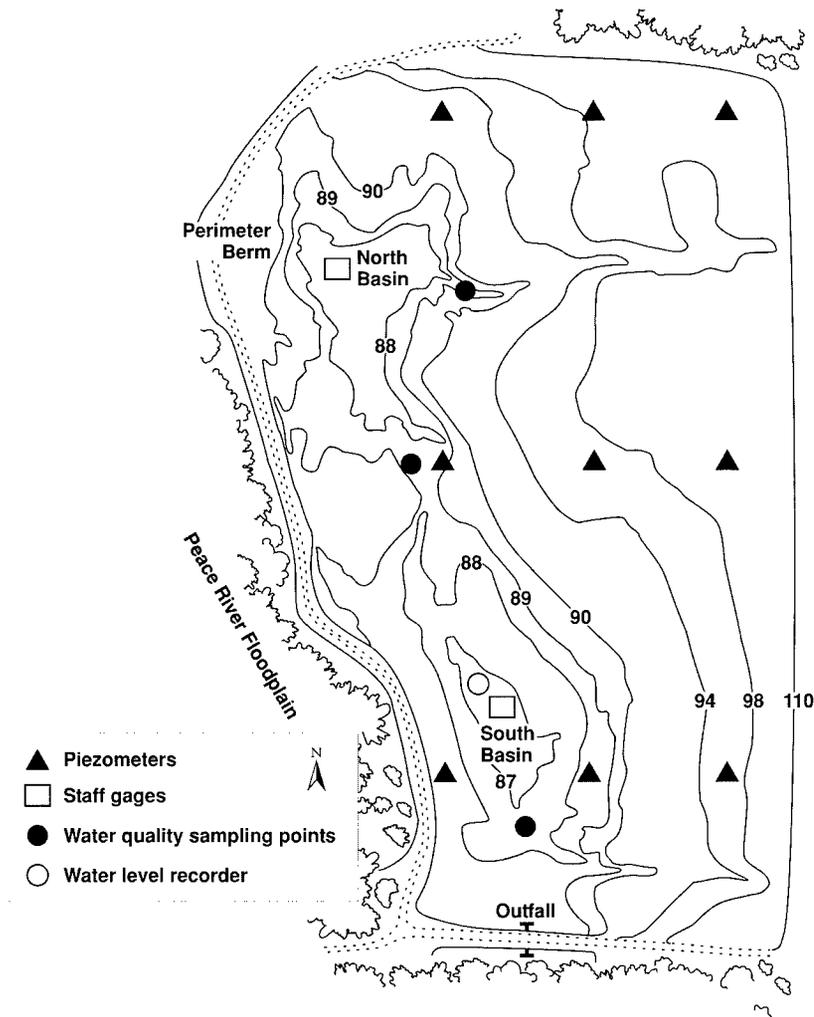 90
89
Perimeter
Berm
North
Basin
88
Peace River Floodplain
88
89
90
94
98
110
South
Basin
87
N
Piezometers
Staff gages
Water quality sampling points
Water level recorder
Outfall